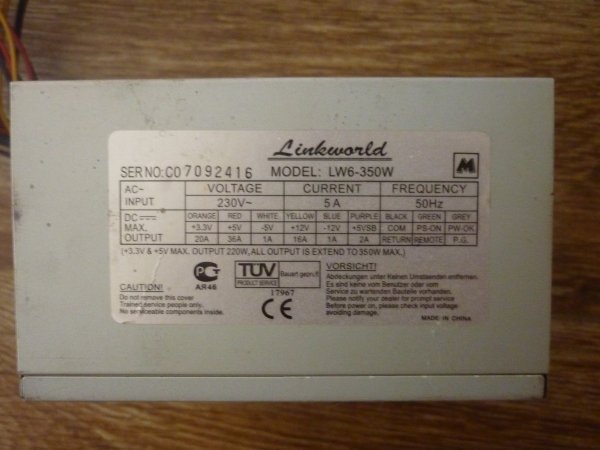 Linkworld
M
SER NO: C07092416 MODEL: LW6-350W
AC~ INPUT VOLTAGE CURRENT FREQUENCY
230V~ 5A 50Hz
DC MAX. OUTPUT ORANGE RED WHITE YELLOW BLUE PURPLE BLACK GREEN GREY
+3.3V +5V -5V +12V -12V +5VSB COM PS-ON PW-OK
20A 36A 1A 16A 1A 2A RETURN REMOTE P.G.
(+3.3V & +5V MAX. OUTPUT 220W, ALL OUTPUT IS EXTEND TO 350W MAX.)
CAUTION!
Do not remove this cover
Trained service people only.
No serviceable components inside.
PG
AR46
TÜV
PRODUCT SERVICE
Bauart geprüft
17967
CE
VORSICHT!
Abdeckungen unter Keinen Umstaenden entfernen.
Es sind keine vom Benutzer oder vom
Service zu wartenden Bauteile vorhanden.
Please notify your dealer for prompt service
Before power on, please check input voltage
avoiding damaging.
MADE IN CHINA